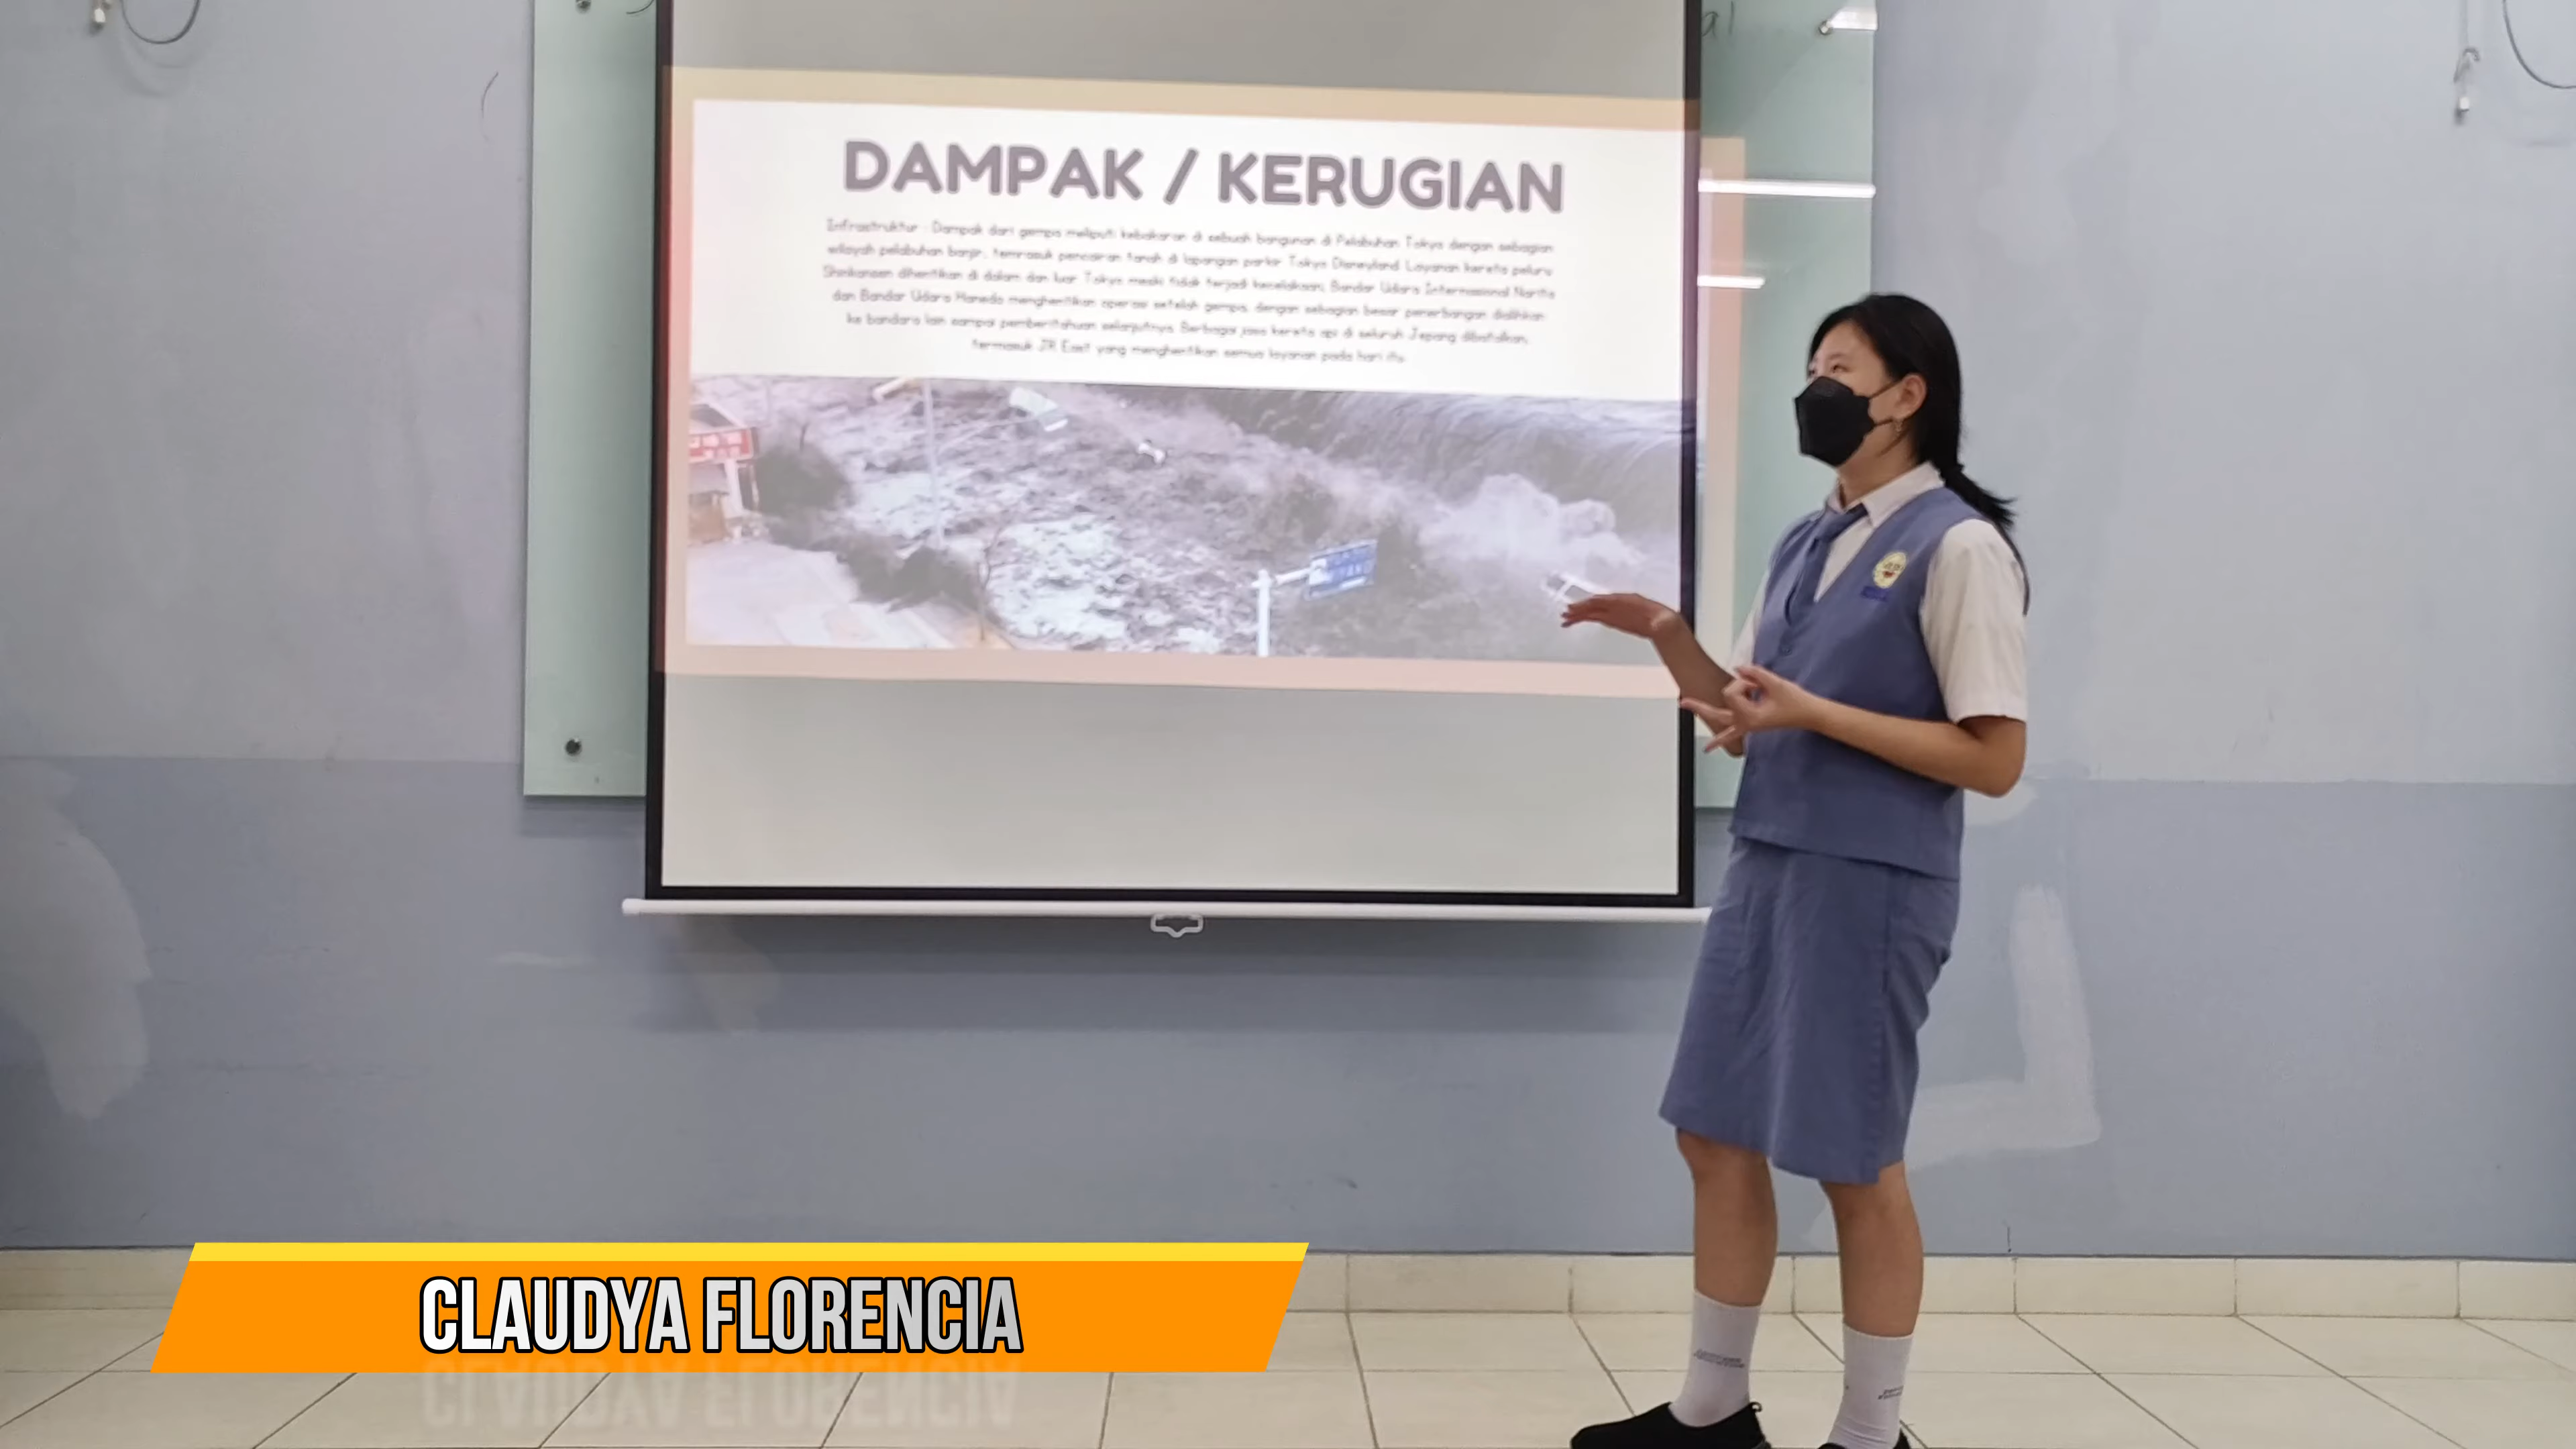 DAMPAK / KERUGIAN
Infrastruktur : Dampak dari gempa meliputi kebakaran di sebuah bangunan di Pelabuhan Tokyo dengan sebagian
wilayah pelabuhan banjir, temrasuk pencairan tanah di lapangan parkir Tokyo Disneyland. Layanan kereta peluru
Shinkansen dihentikan di dalam dan luar Tokyo meski tidak terjadi kecelakaan; Bandar Udara Internasional Narita
dan Bandar Udara Haneda menghentikan operasi setelah gempa, dengan sebagian besar penerbangan dialihkan
ke bandara lain sampai pemberitahuan selanjutnya. Berbagai jasa kereta api di seluruh Jepang dibatalkan,
termasuk JR East yang menghentikan semua layanan pada hari itu.
CLAUDYA FLORENCIA